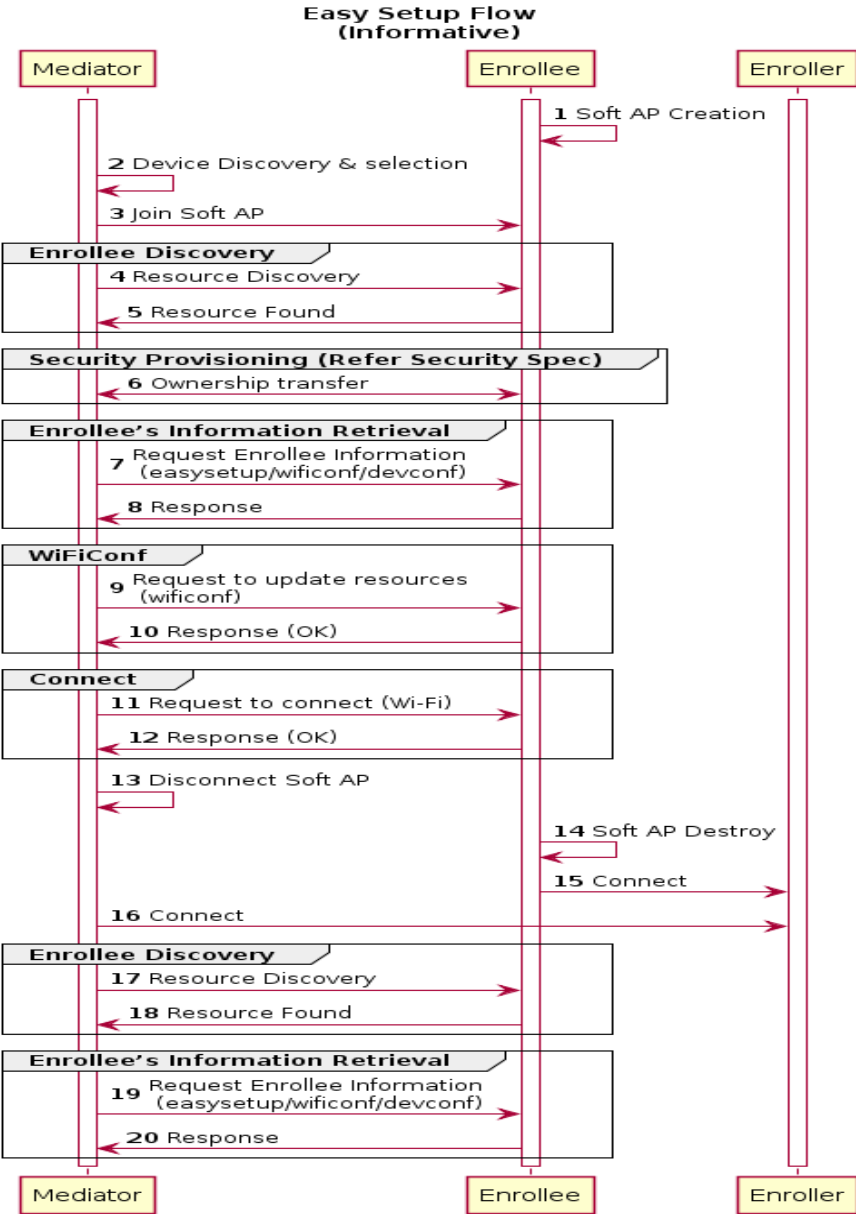 Easy Setup Flow
(Informative)
Mediator
Enrollee
Enroller
1 Soft AP Creation
2 Device Discovery & selection
3 Join Soft AP
Enrollee Discovery
4 Resource Discovery
5 Resource Found
Security Provisioning (Refer Security Spec)
6 Ownership transfer
Enrollee’s Information Retrieval
7 Request Enrollee Information
(easysetup/wificonf/devconf)
8 Response
WiFiConf
9 Request to update resources
(wificonf)
10 Response (OK)
Connect
11 Request to connect (Wi-Fi)
12 Response (OK)
13 Disconnect Soft AP
14 Soft AP Destroy
15 Connect
16 Connect
Enrollee Discovery
17 Resource Discovery
18 Resource Found
Enrollee’s Information Retrieval
19 Request Enrollee Information
(easysetup/wificonf/devconf)
20 Response
Mediator
Enrollee
Enroller